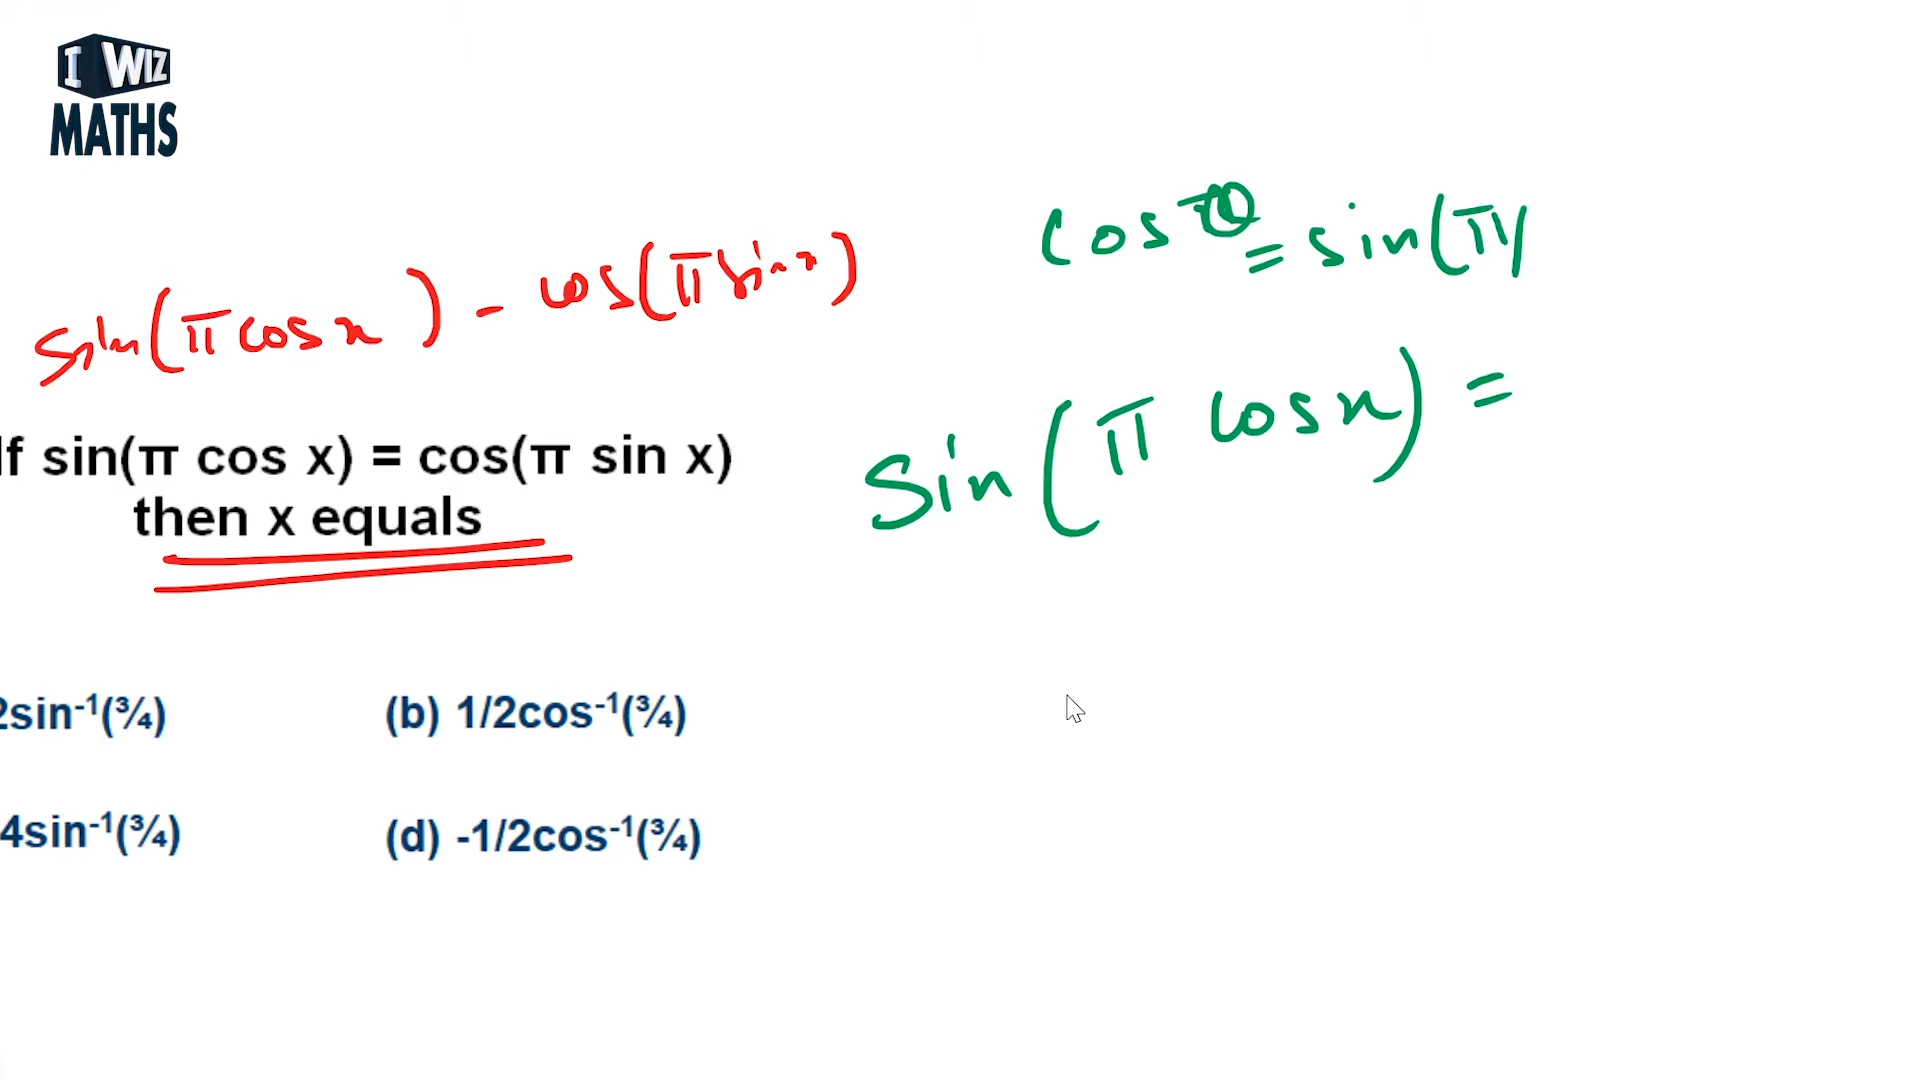 I WIZ
MATHS
cosθ = sin(π/
sin(π cos x) - cos(π sin x)
sin(π cos x) =
If sin(π cos x) = cos(π sin x)
then x equals
2sin⁻¹(¾) (b) 1/2cos⁻¹(¾)
4sin⁻¹(¾) (d) -1/2cos⁻¹(¾)